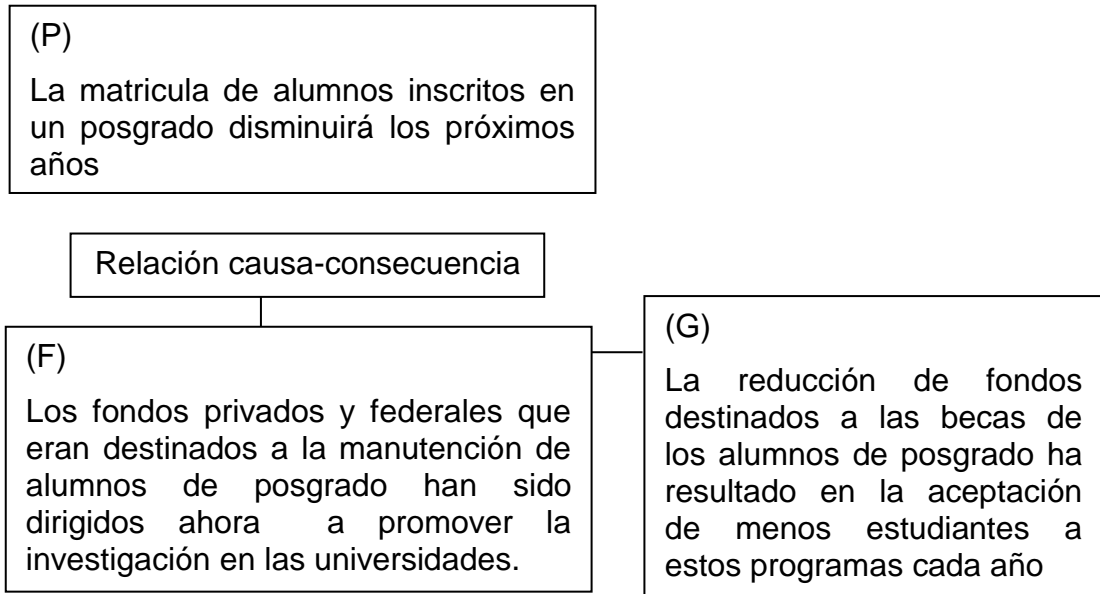 (P)
La matricula de alumnos inscritos en
un posgrado disminuirá los próximos
años
Relación causa-consecuencia
(F)
Los fondos privados y federales que
eran destinados a la manutención de
alumnos de posgrado han sido
dirigidos ahora a promover la
investigación en las universidades.
(G)
La reducción de fondos
destinados a las becas de
los alumnos de posgrado ha
resultado en la aceptación
de menos estudiantes a
estos programas cada año